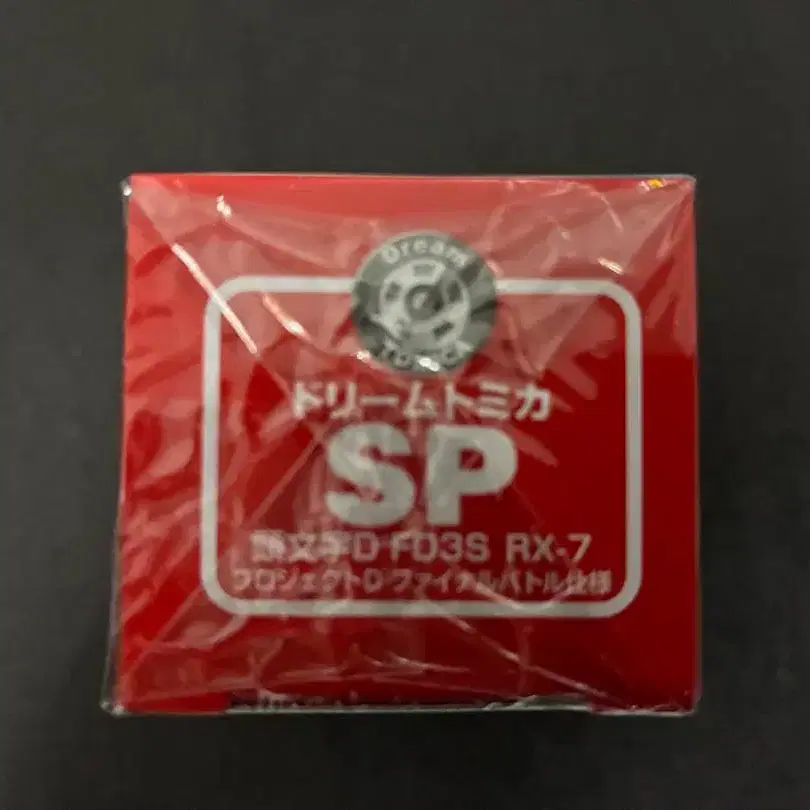 Dream
TOMICA
ドリームトミカ
SP
頭文字D FD3S RX-7
プロジェクトD ファイナルバトル仕様